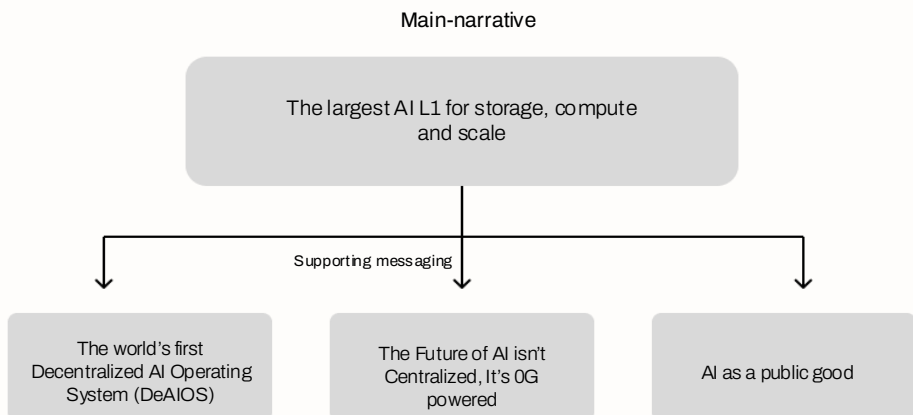 Main-narrative
The largest AI L1 for storage, compute
and scale
Supporting messaging
The world's first
Decentralized AI Operating
System (DeAIOS)
The Future of AI isn't
Centralized, It's 0G
powered
AI as a public good